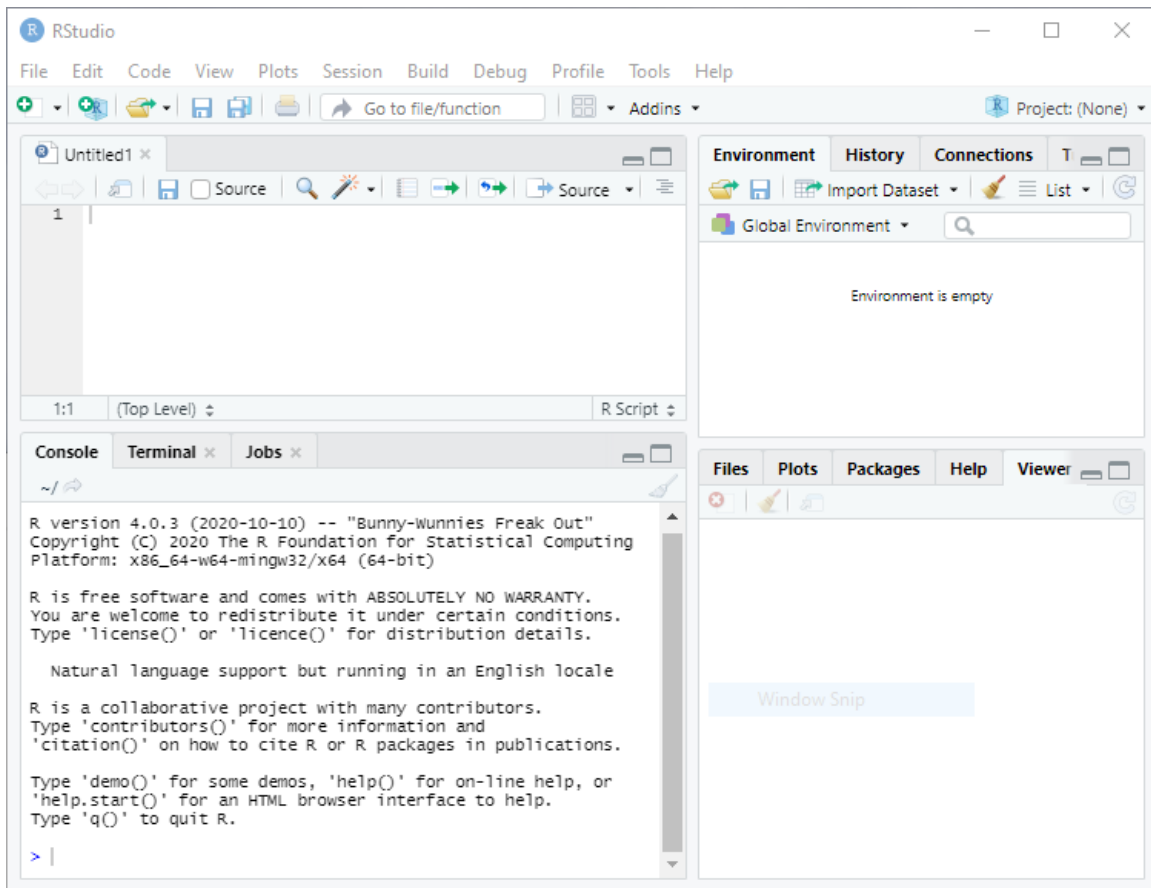 RStudio
File Edit Code View Plots Session Build Debug Profile Tools Help
Go to file/function Addins Project: (None)
Untitled1
Source Source
1
1:1 (Top Level) R Script
Environment History Connections
Import Dataset List
Global Environment
Environment is empty
Console Terminal Jobs
~/
R version 4.0.3 (2020-10-10) -- "Bunny-Wunnies Freak Out"
Copyright (C) 2020 The R Foundation for Statistical Computing
Platform: x86_64-w64-mingw32/x64 (64-bit)
R is free software and comes with ABSOLUTELY NO WARRANTY.
You are welcome to redistribute it under certain conditions.
Type 'license()' or 'licence()' for distribution details.
Natural language support but running in an English locale
R is a collaborative project with many contributors.
Type 'contributors()' for more information and
'citation()' on how to cite R or R packages in publications.
Type 'demo()' for some demos, 'help()' for on-line help, or
'help.start()' for an HTML browser interface to help.
Type 'q()' to quit R.
>
Files Plots Packages Help Viewer
Window Snip